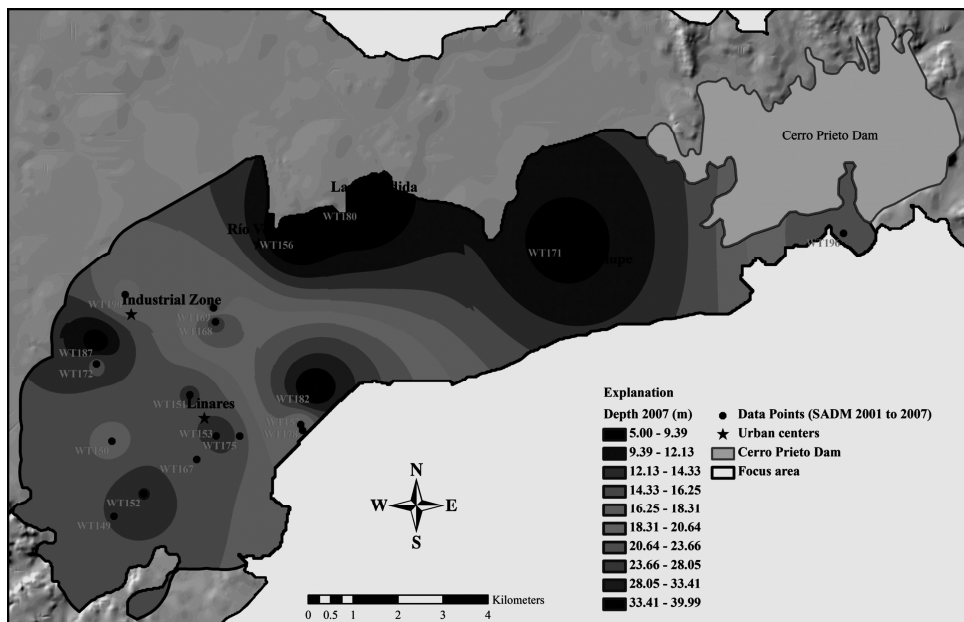 Cerro Prieto Dam
WT180
WT156
WT171
WT196
Industrial Zone
WT168
WT187
WT172
WT182
Linares
WT153
WT175
WT150
WT167
WT152
WT149
N
W E
S
Kilometers
0 0.5 1 2 3 4
Explanation
Depth 2007 (m)
5.00 - 9.39
9.39 - 12.13
12.13 - 14.33
14.33 - 16.25
16.25 - 18.31
18.31 - 20.64
20.64 - 23.66
23.66 - 28.05
28.05 - 33.41
33.41 - 39.99
Data Points (SADM 2001 to 2007)
Urban centers
Cerro Prieto Dam
Focus area